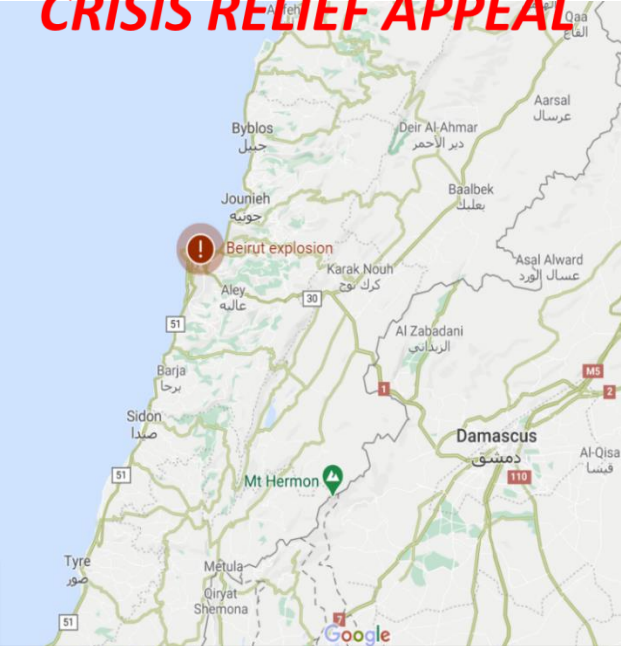 CRISIS RELIEF APPEAL
Qaa
القاع
Aarsal
عرسال
Byblos
جبيل
Deir Al-Ahmar
دير الأحمر
Baalbek
بعلبك
Jounieh
جونيه
Beirut explosion
Asal Alward
عسال الورد
Karak Nouh
كرك نوح
Aley
عاليه
30
51
Al Zabadani
الزبداني
Barja
برجا
M5
1
2
Sidon
صيدا
Damascus
دمشق
Al-Qisa
قيسا
51
110
Mt Hermon
Tyre
صور
Metula
Qiryat
Shemona
51
7
Google